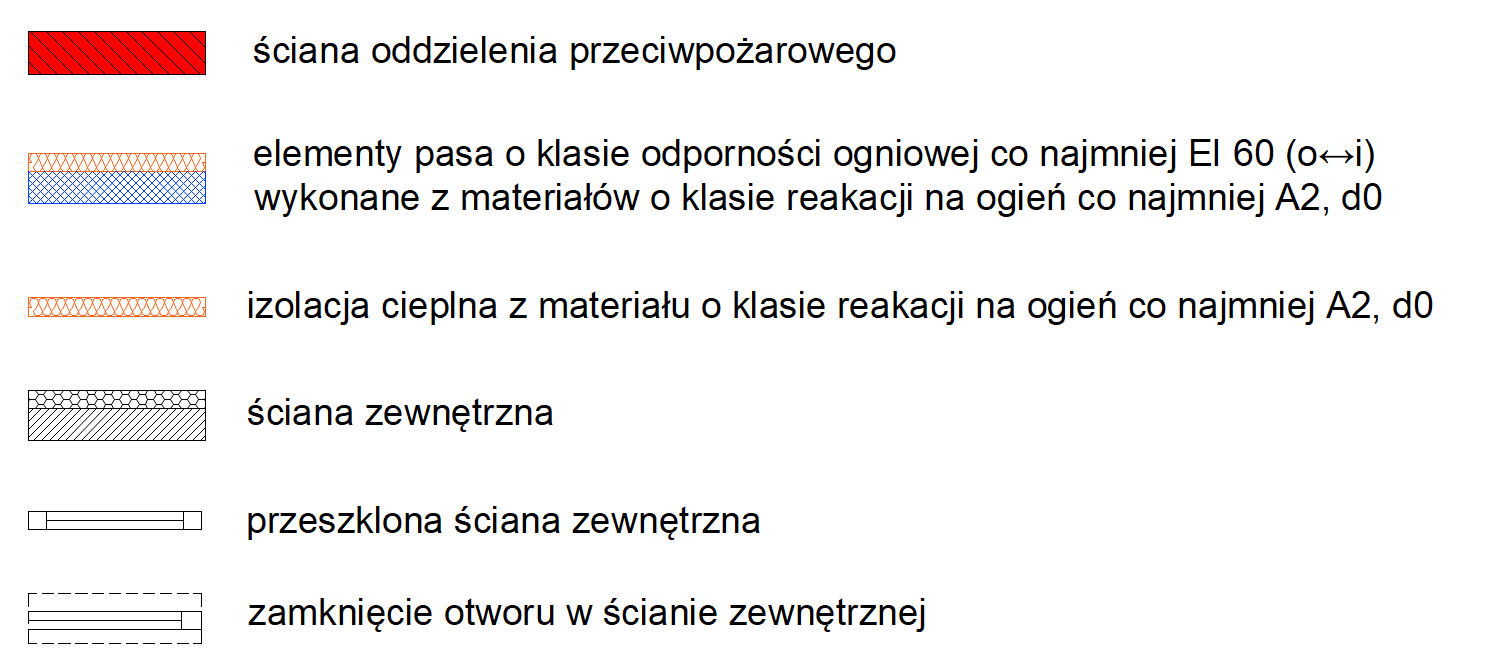 ściana oddzielenia przeciwpożarowego
elementy pasa o klasie odporności ogniowej co najmniej EI 60 (o↔i)
wykonane z materiałów o klasie reakacji na ogień co najmniej A2, d0
izolacja cieplna z materiału o klasie reakacji na ogień co najmniej A2, d0
ściana zewnętrzna
przeszklona ściana zewnętrzna
zamknięcie otworu w ścianie zewnętrznej